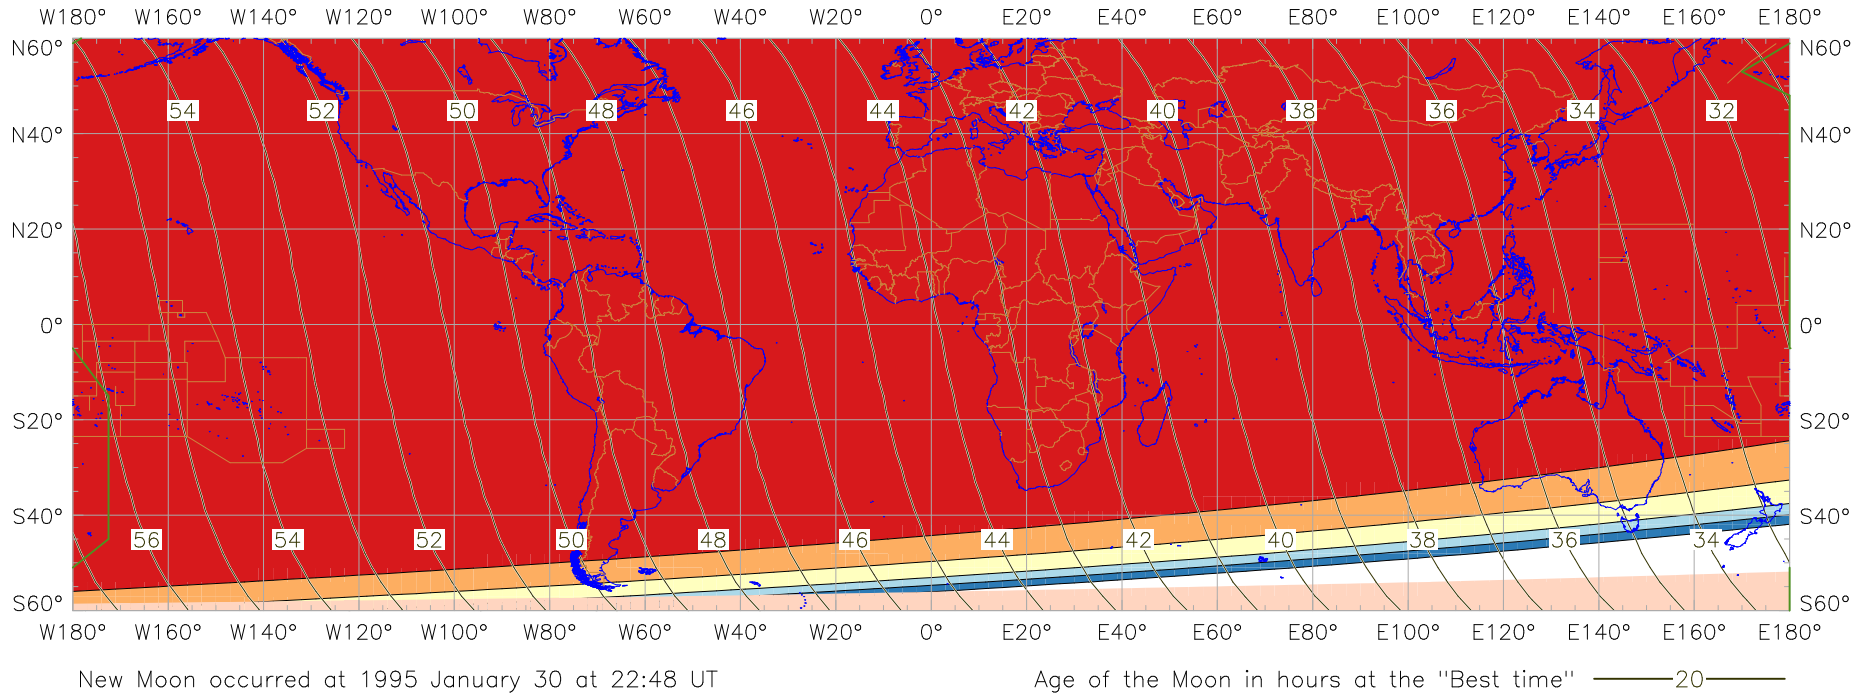 W180° W160° W140° W120° W100° W80° W60° W40° W20° 0° E20° E40° E60° E80° E100° E120° E140° E160° E180°
N60° N60°
54 52 50 48 46 44 42 40 38 36 34 32
N40° N40°
N20° N20°
0° 0°
S20° S20°
S40° S40°
56 54 52 50 48 46 44 42 40 38 36 34
S60° S60°
W180° W160° W140° W120° W100° W80° W60° W40° W20° 0° E20° E40° E60° E80° E100° E120° E140° E160° E180°
New Moon occurred at 1995 January 30 at 22:48 UT Age of the Moon in hours at the "Best time" 20